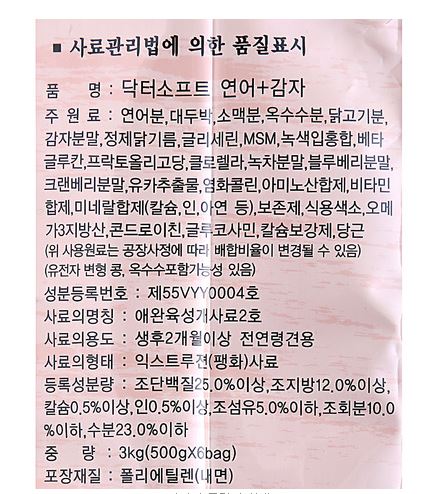 ■ 사료관리법에 의한 품질표시
품 명 : 닥터소프트 연어+감자
주 원 료 : 연어분,대두박,소맥분,옥수수분,닭고기분,
감자분말,정제닭기름,글리세린,MSM,녹색입홍합,베타
글루칸,프락토올리고당,클로렐라,녹차분말,블루베리분말,
크랜베리분말,유카추출물,염화콜린,아미노산합제,비타민
합제,미네랄합제(칼슘,인,아연 등),보존제,식용색소,오메
가3지방산,콘드로이친,글루코사민,칼슘보강제,당근
(위 사용원료는 공장사정에 따라 배합비율이 변경될 수 있음)
(유전자 변형 콩, 옥수수포함가능성 있음)
성분등록번호 : 제55VYY0004호
사료의명칭 : 애완육성개사료2호
사료의용도 : 생후2개월이상 전연령견용
사료의형태 : 익스트루젼(팽화)사료
등록성분량 : 조단백질25.0%이상,조지방12.0%이상,
칼슘0.5%이상,인0.5%이상,조섬유5.0%이하,조회분10.0
%이하,수분23.0%이하
중 량 : 3kg(500gX6bag)
포장재질 : 폴리에틸렌(내면)